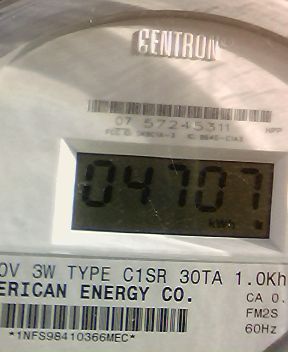 CENTRON
07 57245311
HPP
04707
kWh
0V 3W TYPE C1SR 30TA 1.0Kh
ERICAN ENERGY CO.
CA 0.
FM2S
60Hz
*1NFS98410366MEC*